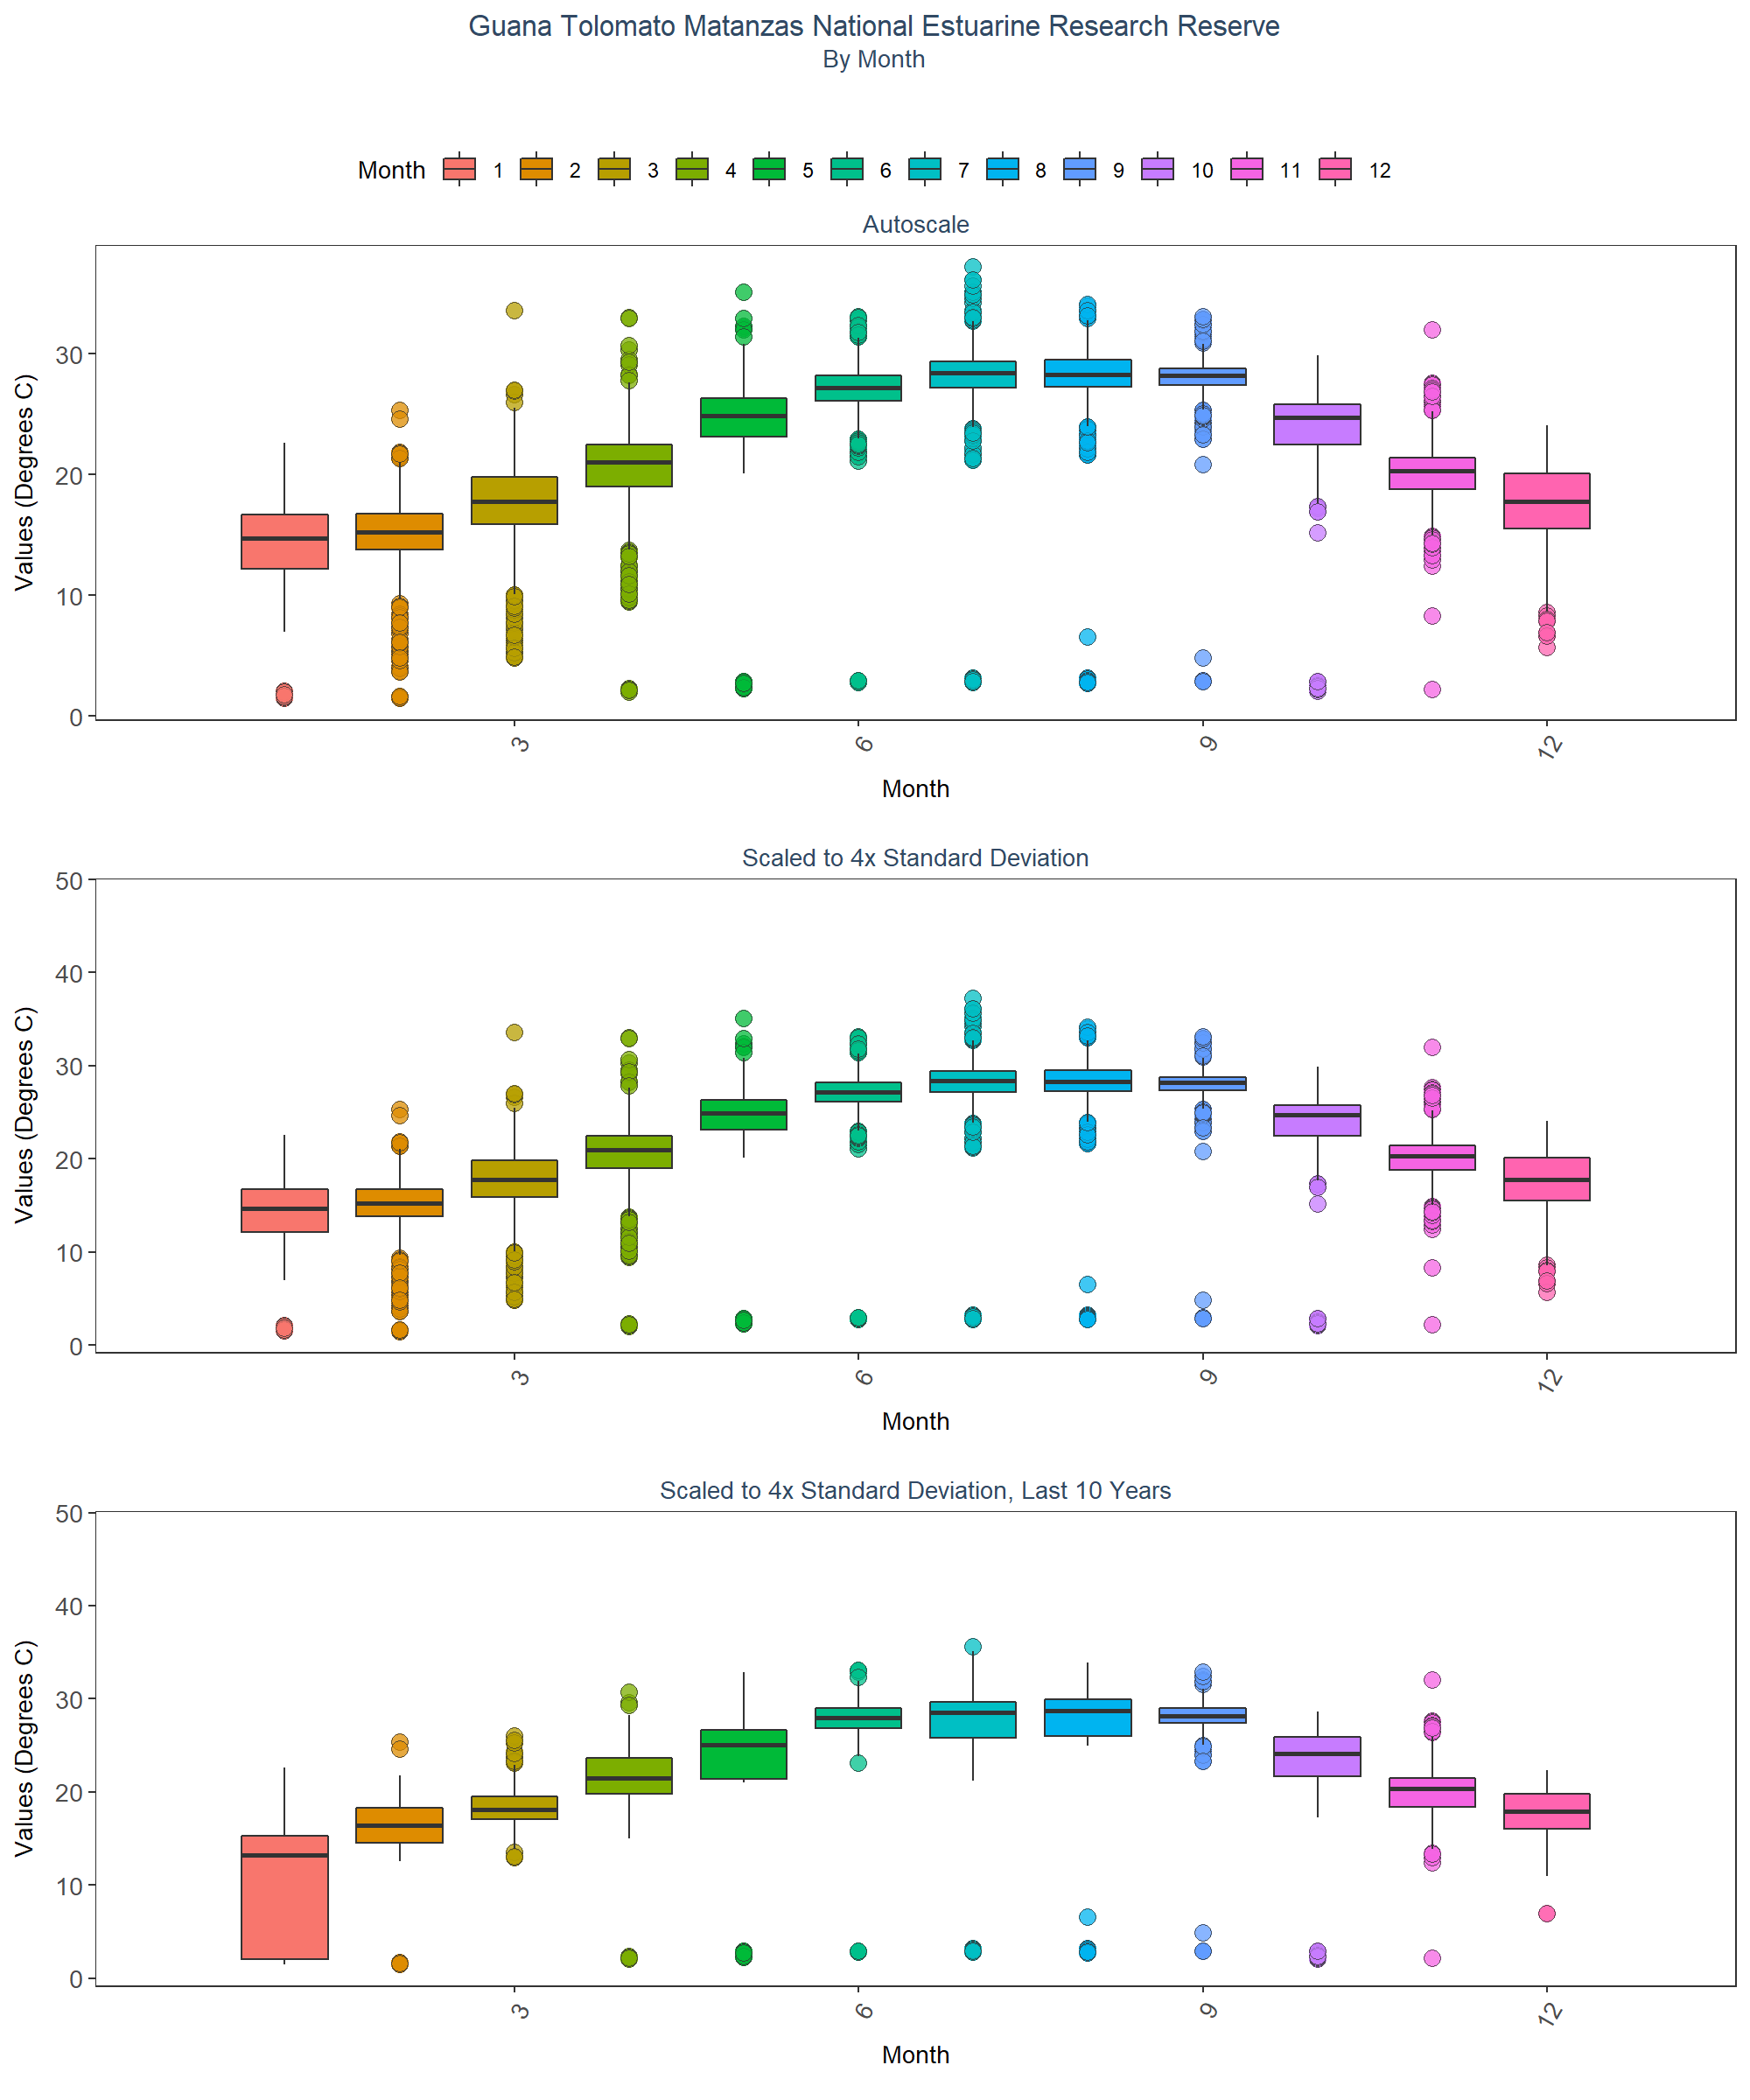 Guana Tolomato Matanzas National Estuarine Research Reserve
By Month
Month 1 2 3 4 5 6 7 8 9 10 11 12
Autoscale
Values (Degrees C)
30
20
10
0
3 6 9 12
Month
Scaled to 4x Standard Deviation
Values (Degrees C)
50
40
30
20
10
0
3 6 9 12
Month
Scaled to 4x Standard Deviation, Last 10 Years
Values (Degrees C)
50
40
30
20
10
0
3 6 9 12
Month